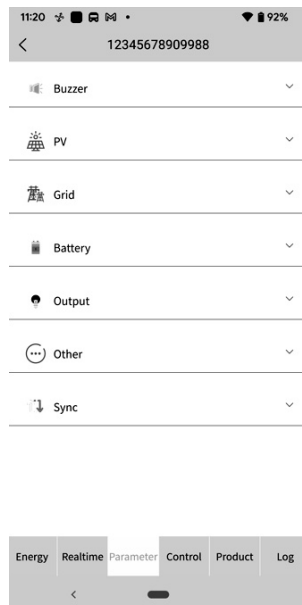 11:20
92%
12345678909988
Buzzer
PV
Grid
Battery
Output
Other
Sync
Energy Realtime Parameter Control Product Log